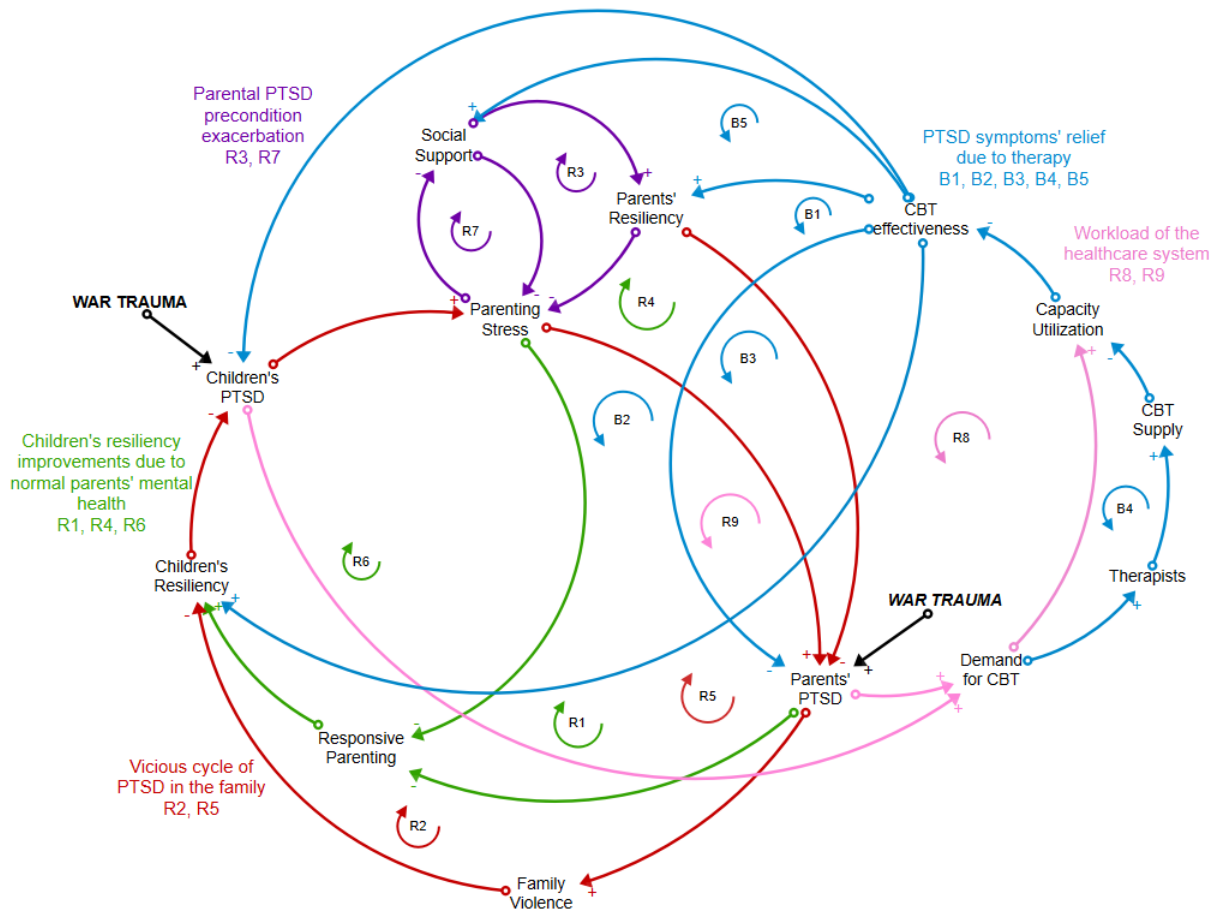 Parental PTSD
precondition
exacerbation
R3, R7
+
Social
Support
-
R3
R7
+
Parents'
Resiliency
+
B5
B1
PTSD symptoms' relief
due to therapy
B1, B2, B3, B4, B5
CBT
effectiveness
-
Workload of the
healthcare system
R8, R9
WAR TRAUMA
+
-
Children's
PTSD
-
+
Parenting
Stress
-
-
R4
Capacity
Utilization
+
-
B3
B2
CBT
Supply
+
R8
B4
R9
Children's resiliency
improvements due to
normal parents' mental
health
R1, R4, R6
R6
Children's
Resiliency
-
+
+
Therapists
+
WAR TRAUMA
+
+
-
-
Parents'
PTSD
+
+
Demand
for CBT
R5
R1
Responsive
Parenting
-
-
Vicious cycle of
PTSD in the family
R2, R5
R2
Family
Violence
+